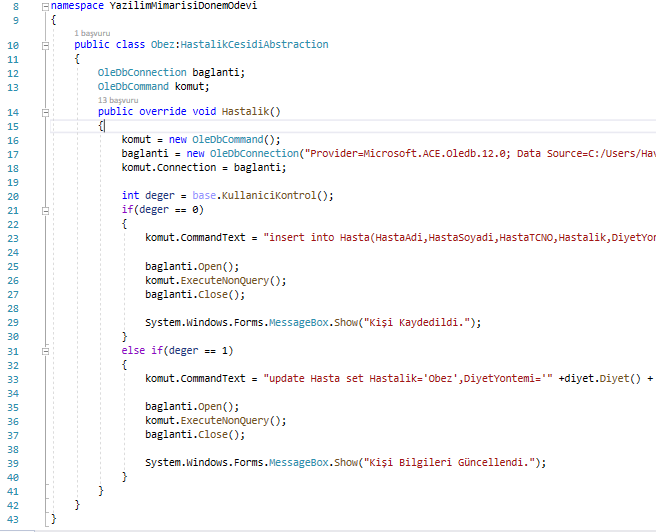 8 namespace YazilimMimarisiDonemOdevi
9 {
1 başvuru
10 public class Obez:HastalikCesidiAbstraction
11 {
12 OleDbConnection baglanti;
13 OleDbCommand komut;
13 başvuru
14 public override void Hastalik()
15 {
16 komut = new OleDbCommand();
17 baglanti = new OleDbConnection("Provider=Microsoft.ACE.Oledb.12.0; Data Source=C:/Users/Hav
18 komut.Connection = baglanti;
19
20 int deger = base.KullaniciKontrol();
21 if(deger == 0)
22 {
23 komut.CommandText = "insert into Hasta(HastaAdi,HastaSoyadi,HastaTCNO,Hastalik,DiyetYon
24
25 baglanti.Open();
26 komut.ExecuteNonQuery();
27 baglanti.Close();
28
29 System.Windows.Forms.MessageBox.Show("Kişi Kaydedildi.");
30 }
31 else if(deger == 1)
32 {
33 komut.CommandText = "update Hasta set Hastalik='Obez',DiyetYontemi='" +diyet.Diyet() +
34
35 baglanti.Open();
36 komut.ExecuteNonQuery();
37 baglanti.Close();
38
39 System.Windows.Forms.MessageBox.Show("Kişi Bilgileri Güncellendi.");
40 }
41 }
42 }
43 }